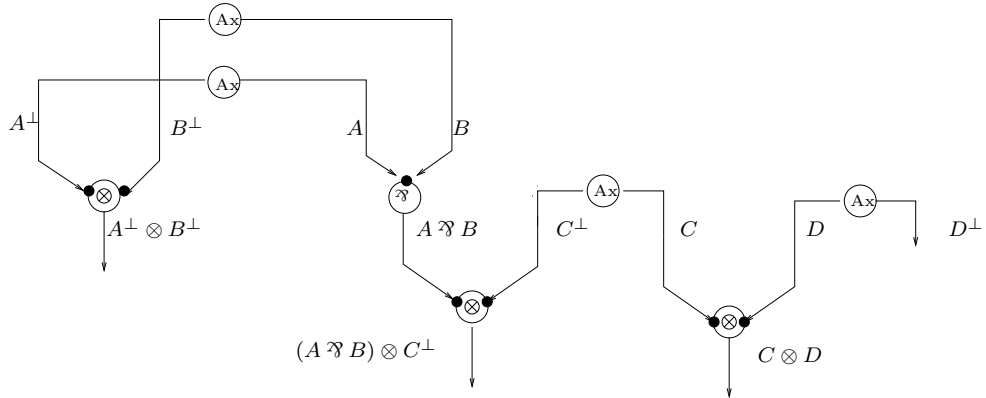 Ax
Ax
A⊥ B⊥ A B
⊗ ⅋ Ax Ax
A⊥ ⊗ B⊥ A ⅋ B C⊥ C D D⊥
⊗ ⊗
(A ⅋ B) ⊗ C⊥ C ⊗ D